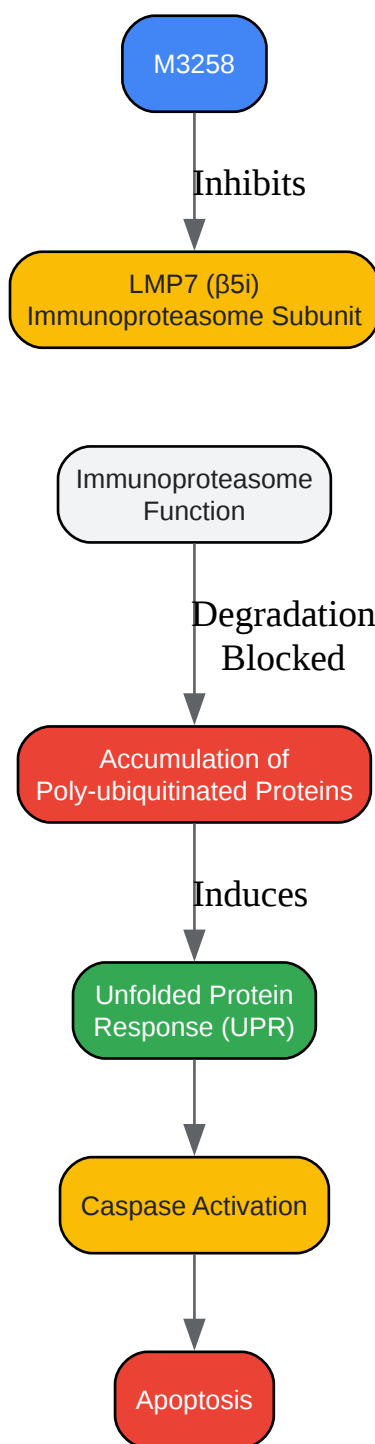 M3258
Inhibits
LMP7 (β5i)
Immunoproteasome Subunit
Immunoproteasome
Function
Degradation
Blocked
Accumulation of
Poly-ubiquitinated Proteins
Induces
Unfolded Protein
Response (UPR)
Caspase Activation
Apoptosis